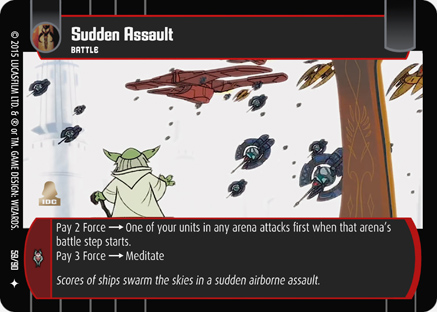 Sudden Assault
BATTLE
IDC
Pay 2 Force → One of your units in any arena attacks first when that arena's
battle step starts.
Pay 3 Force → Meditate
Scores of ships swarm the skies in a sudden airborne assault.
© 2015 LUCASFILM LTD. & ® or TM. GAME DESIGN: WIZARDS.
59/90